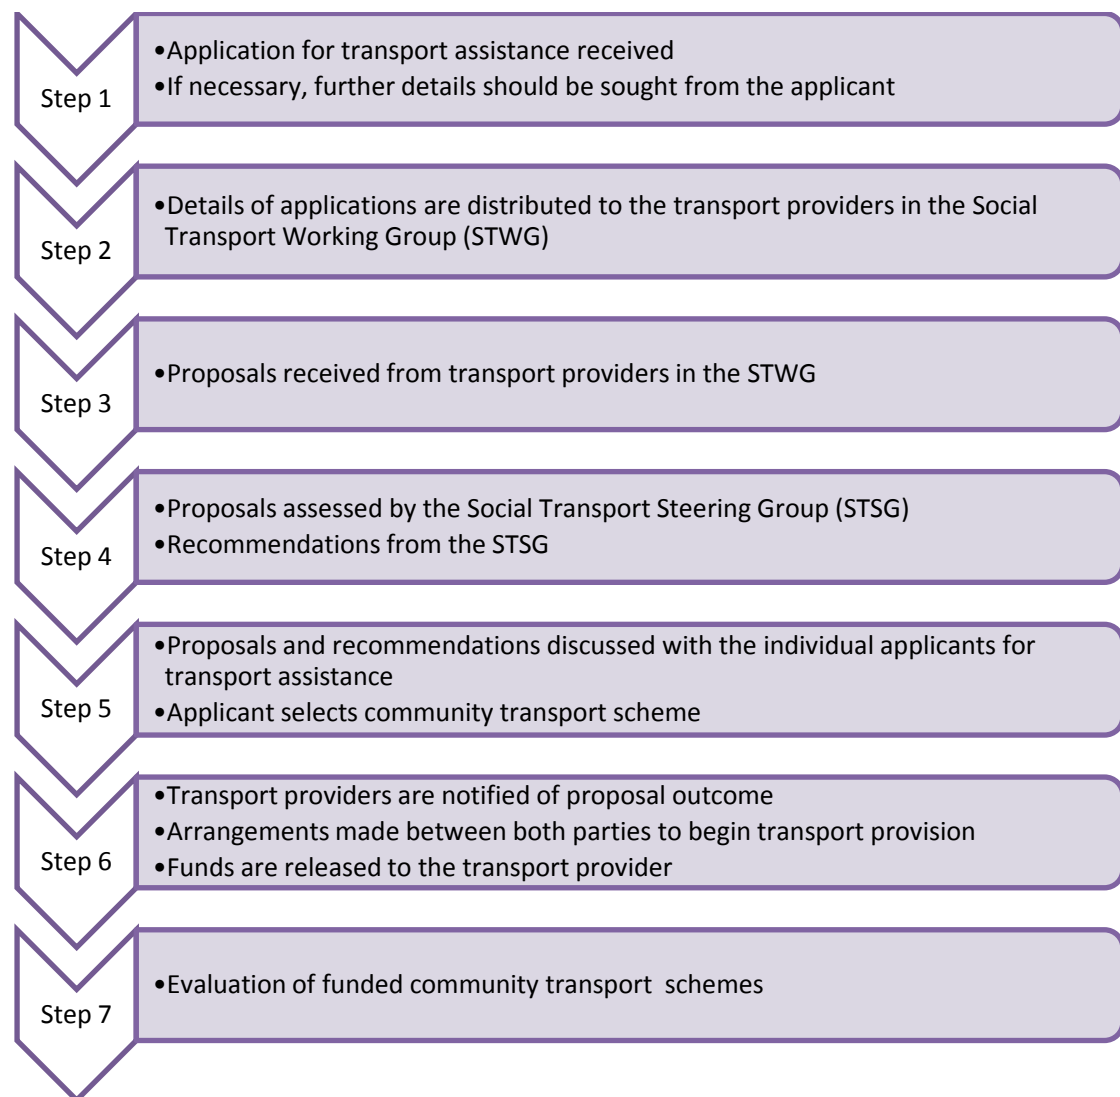 Step 1
•Application for transport assistance received
•If necessary, further details should be sought from the applicant
Step 2
•Details of applications are distributed to the transport providers in the Social
Transport Working Group (STWG)
Step 3
•Proposals received from transport providers in the STWG
Step 4
•Proposals assessed by the Social Transport Steering Group (STSG)
•Recommendations from the STSG
Step 5
•Proposals and recommendations discussed with the individual applicants for
transport assistance
•Applicant selects community transport scheme
Step 6
•Transport providers are notified of proposal outcome
•Arrangements made between both parties to begin transport provision
•Funds are released to the transport provider
Step 7
•Evaluation of funded community transport schemes